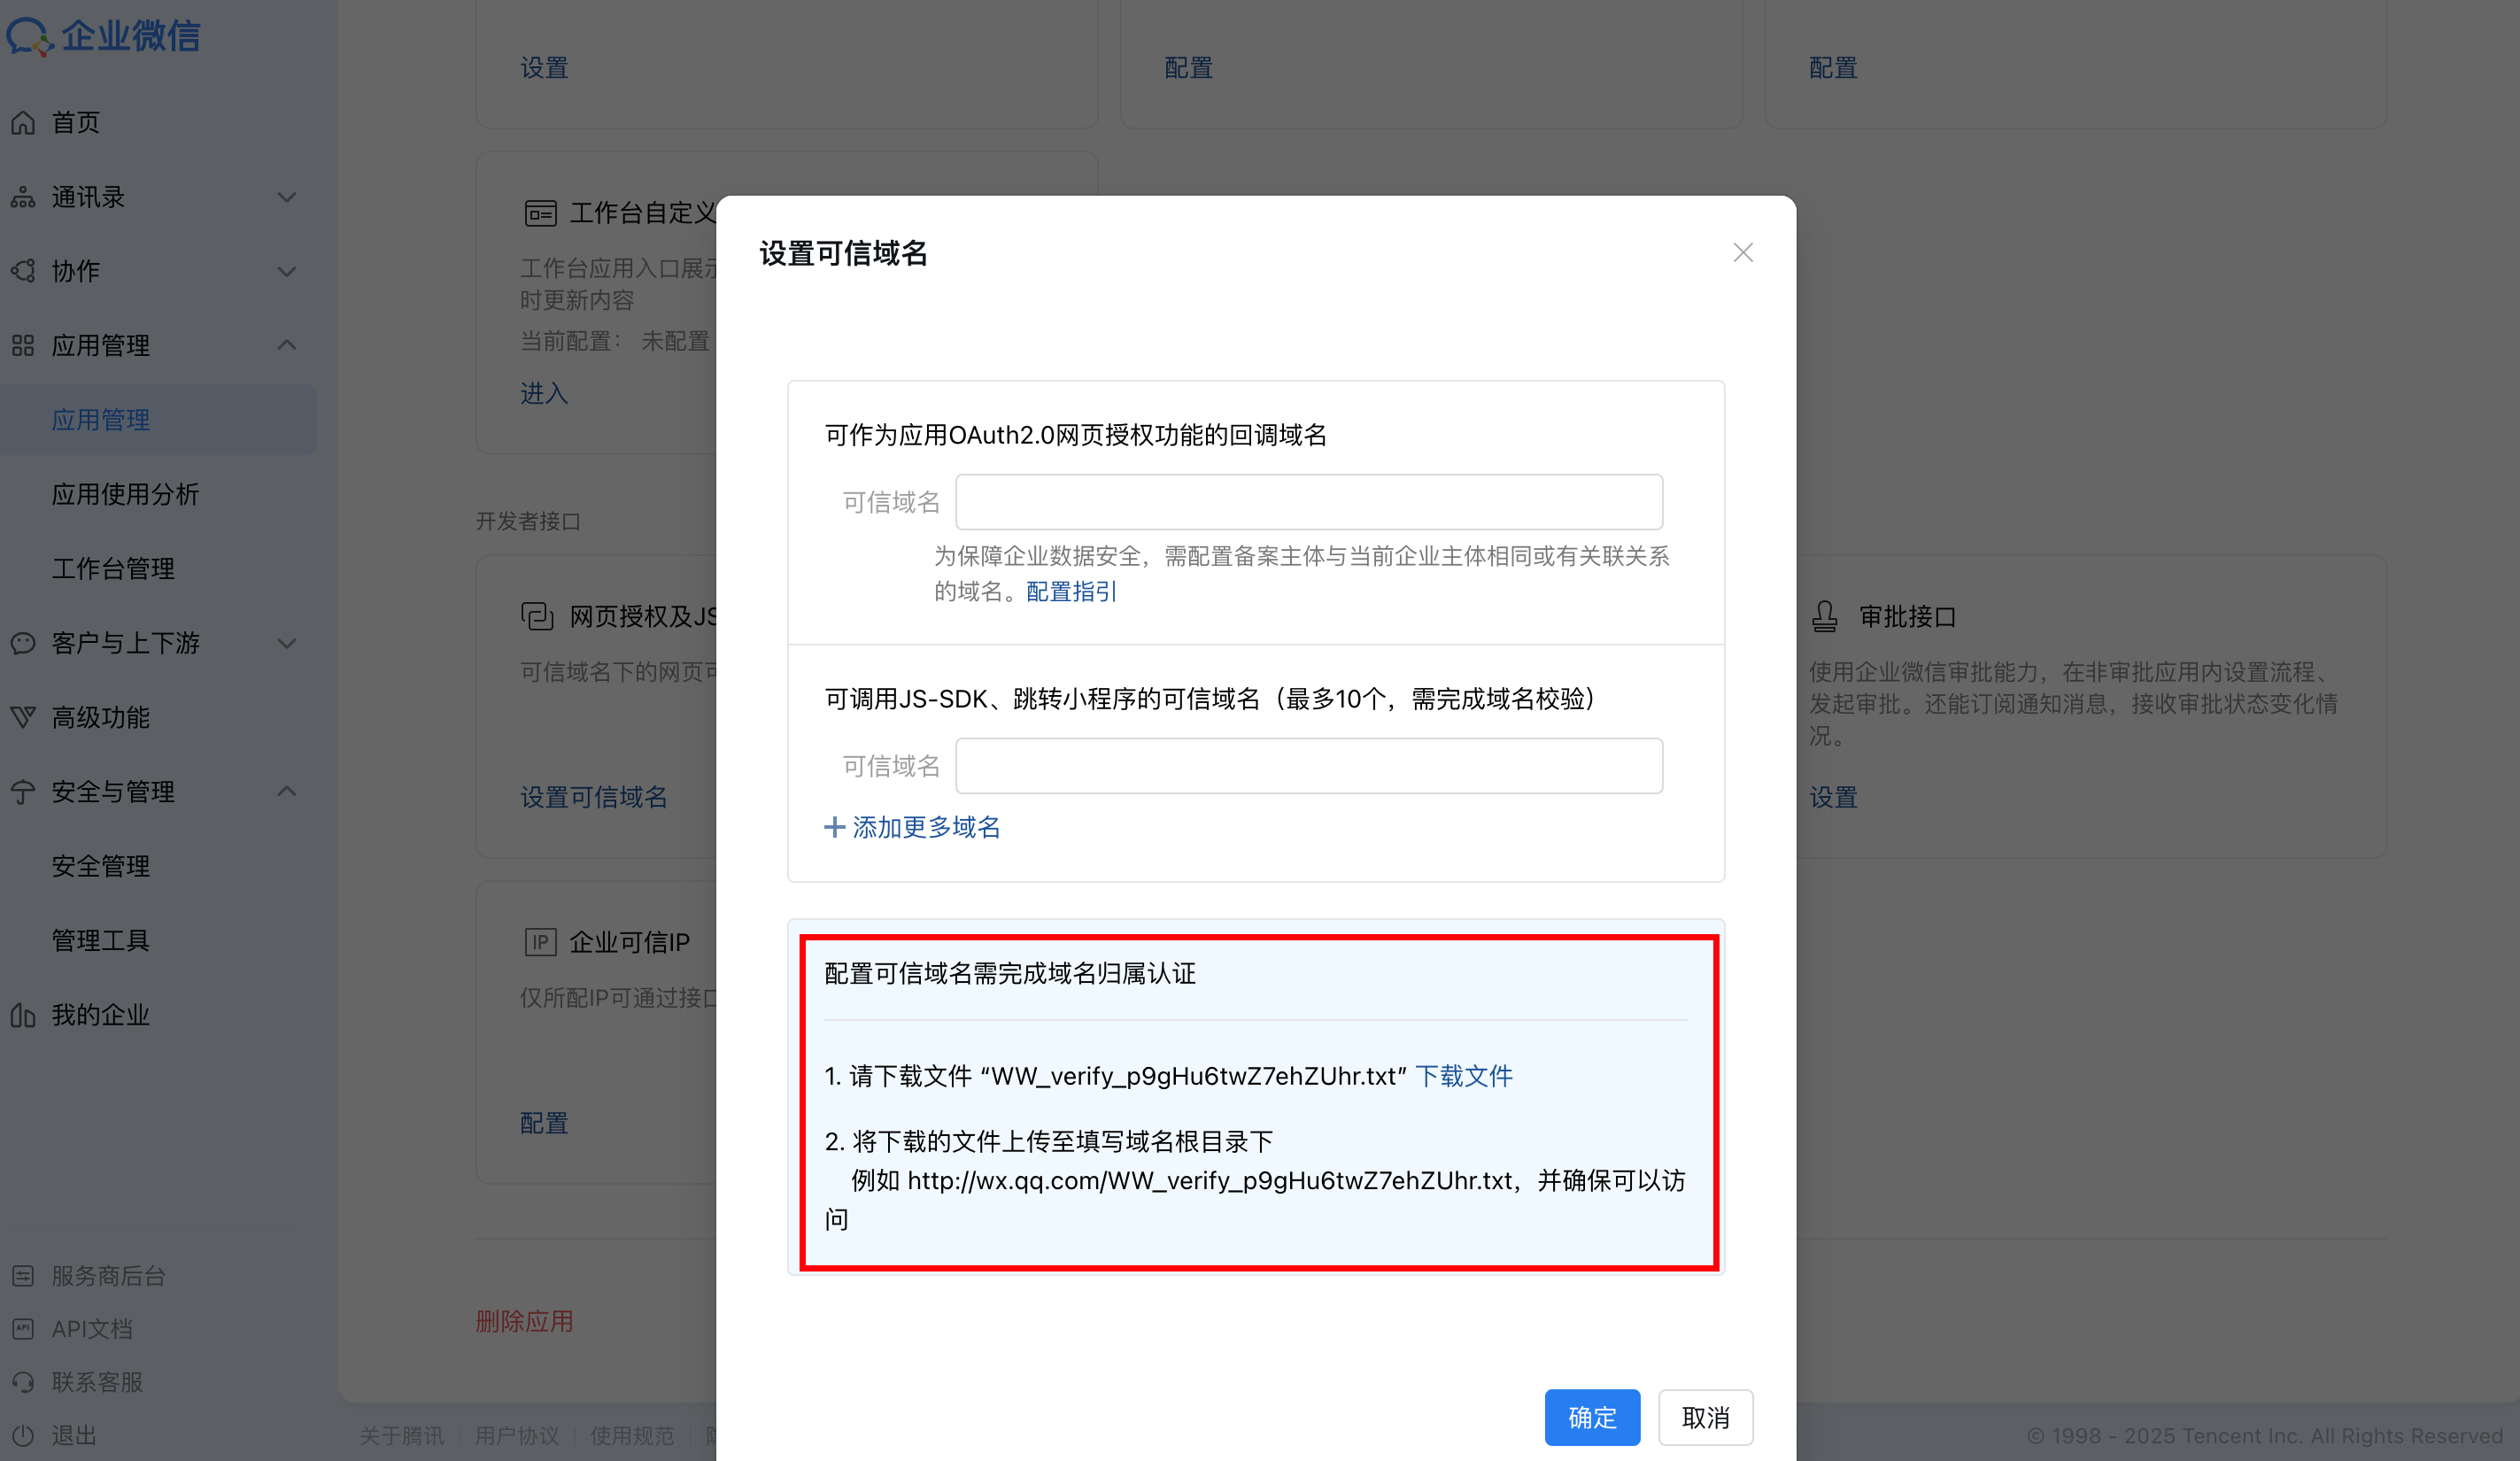 企业微信
首页
通讯录
协作
应用管理
应用管理
应用使用分析
工作台管理
客户与上下游
高级功能
安全与管理
安全管理
管理工具
我的企业
服务商后台
API文档
联系客服
退出
设置
配置
配置
工作台自定义
工作台应用入口展示
时更新内容
当前配置： 未配置
进入
开发者接口
网页授权及JS
可信域名下的网页可
设置可信域名
审批接口
使用企业微信审批能力，在非审批应用内设置流程、
发起审批。还能订阅通知消息，接收审批状态变化情
况。
设置
IP 企业可信IP
仅所配IP可通过接口
配置
删除应用
设置可信域名
可作为应用OAuth2.0网页授权功能的回调域名
可信域名
为保障企业数据安全，需配置备案主体与当前企业主体相同或有关联关系
的域名。配置指引
可调用JS-SDK、跳转小程序的可信域名（最多10个，需完成域名校验）
可信域名
添加更多域名
配置可信域名需完成域名归属认证
1. 请下载文件 “WW_verify_p9gHu6twZ7ehZUhr.txt” 下载文件
2. 将下载的文件上传至填写域名根目录下
例如 http://wx.qq.com/WW_verify_p9gHu6twZ7ehZUhr.txt，并确保可以访
问
确定
取消
关于腾讯 用户协议 使用规范
© 1998 - 2025 Tencent Inc. All Rights Reserved